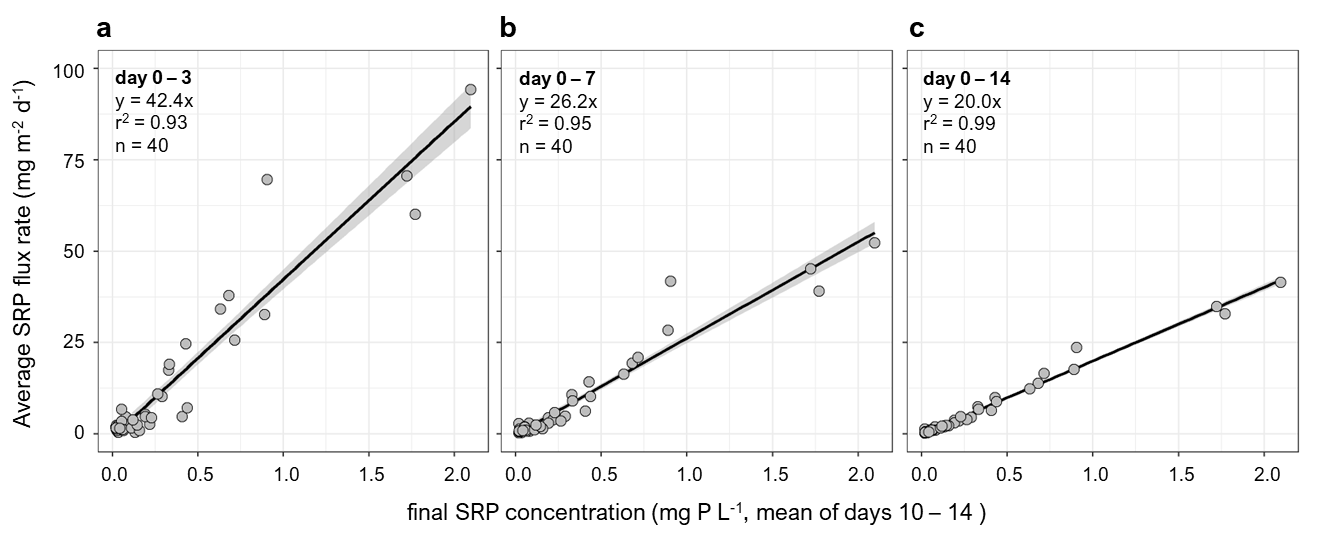 a
b
c
day 0 – 3
y = 42.4x
r² = 0.93
n = 40
day 0 – 7
y = 26.2x
r² = 0.95
n = 40
day 0 – 14
y = 20.0x
r² = 0.99
n = 40
Average SRP flux rate (mg m⁻² d⁻¹)
100
75
50
25
0
0.0 0.5 1.0 1.5 2.0
0.0 0.5 1.0 1.5 2.0
0.0 0.5 1.0 1.5 2.0
final SRP concentration (mg P L⁻¹, mean of days 10 – 14 )